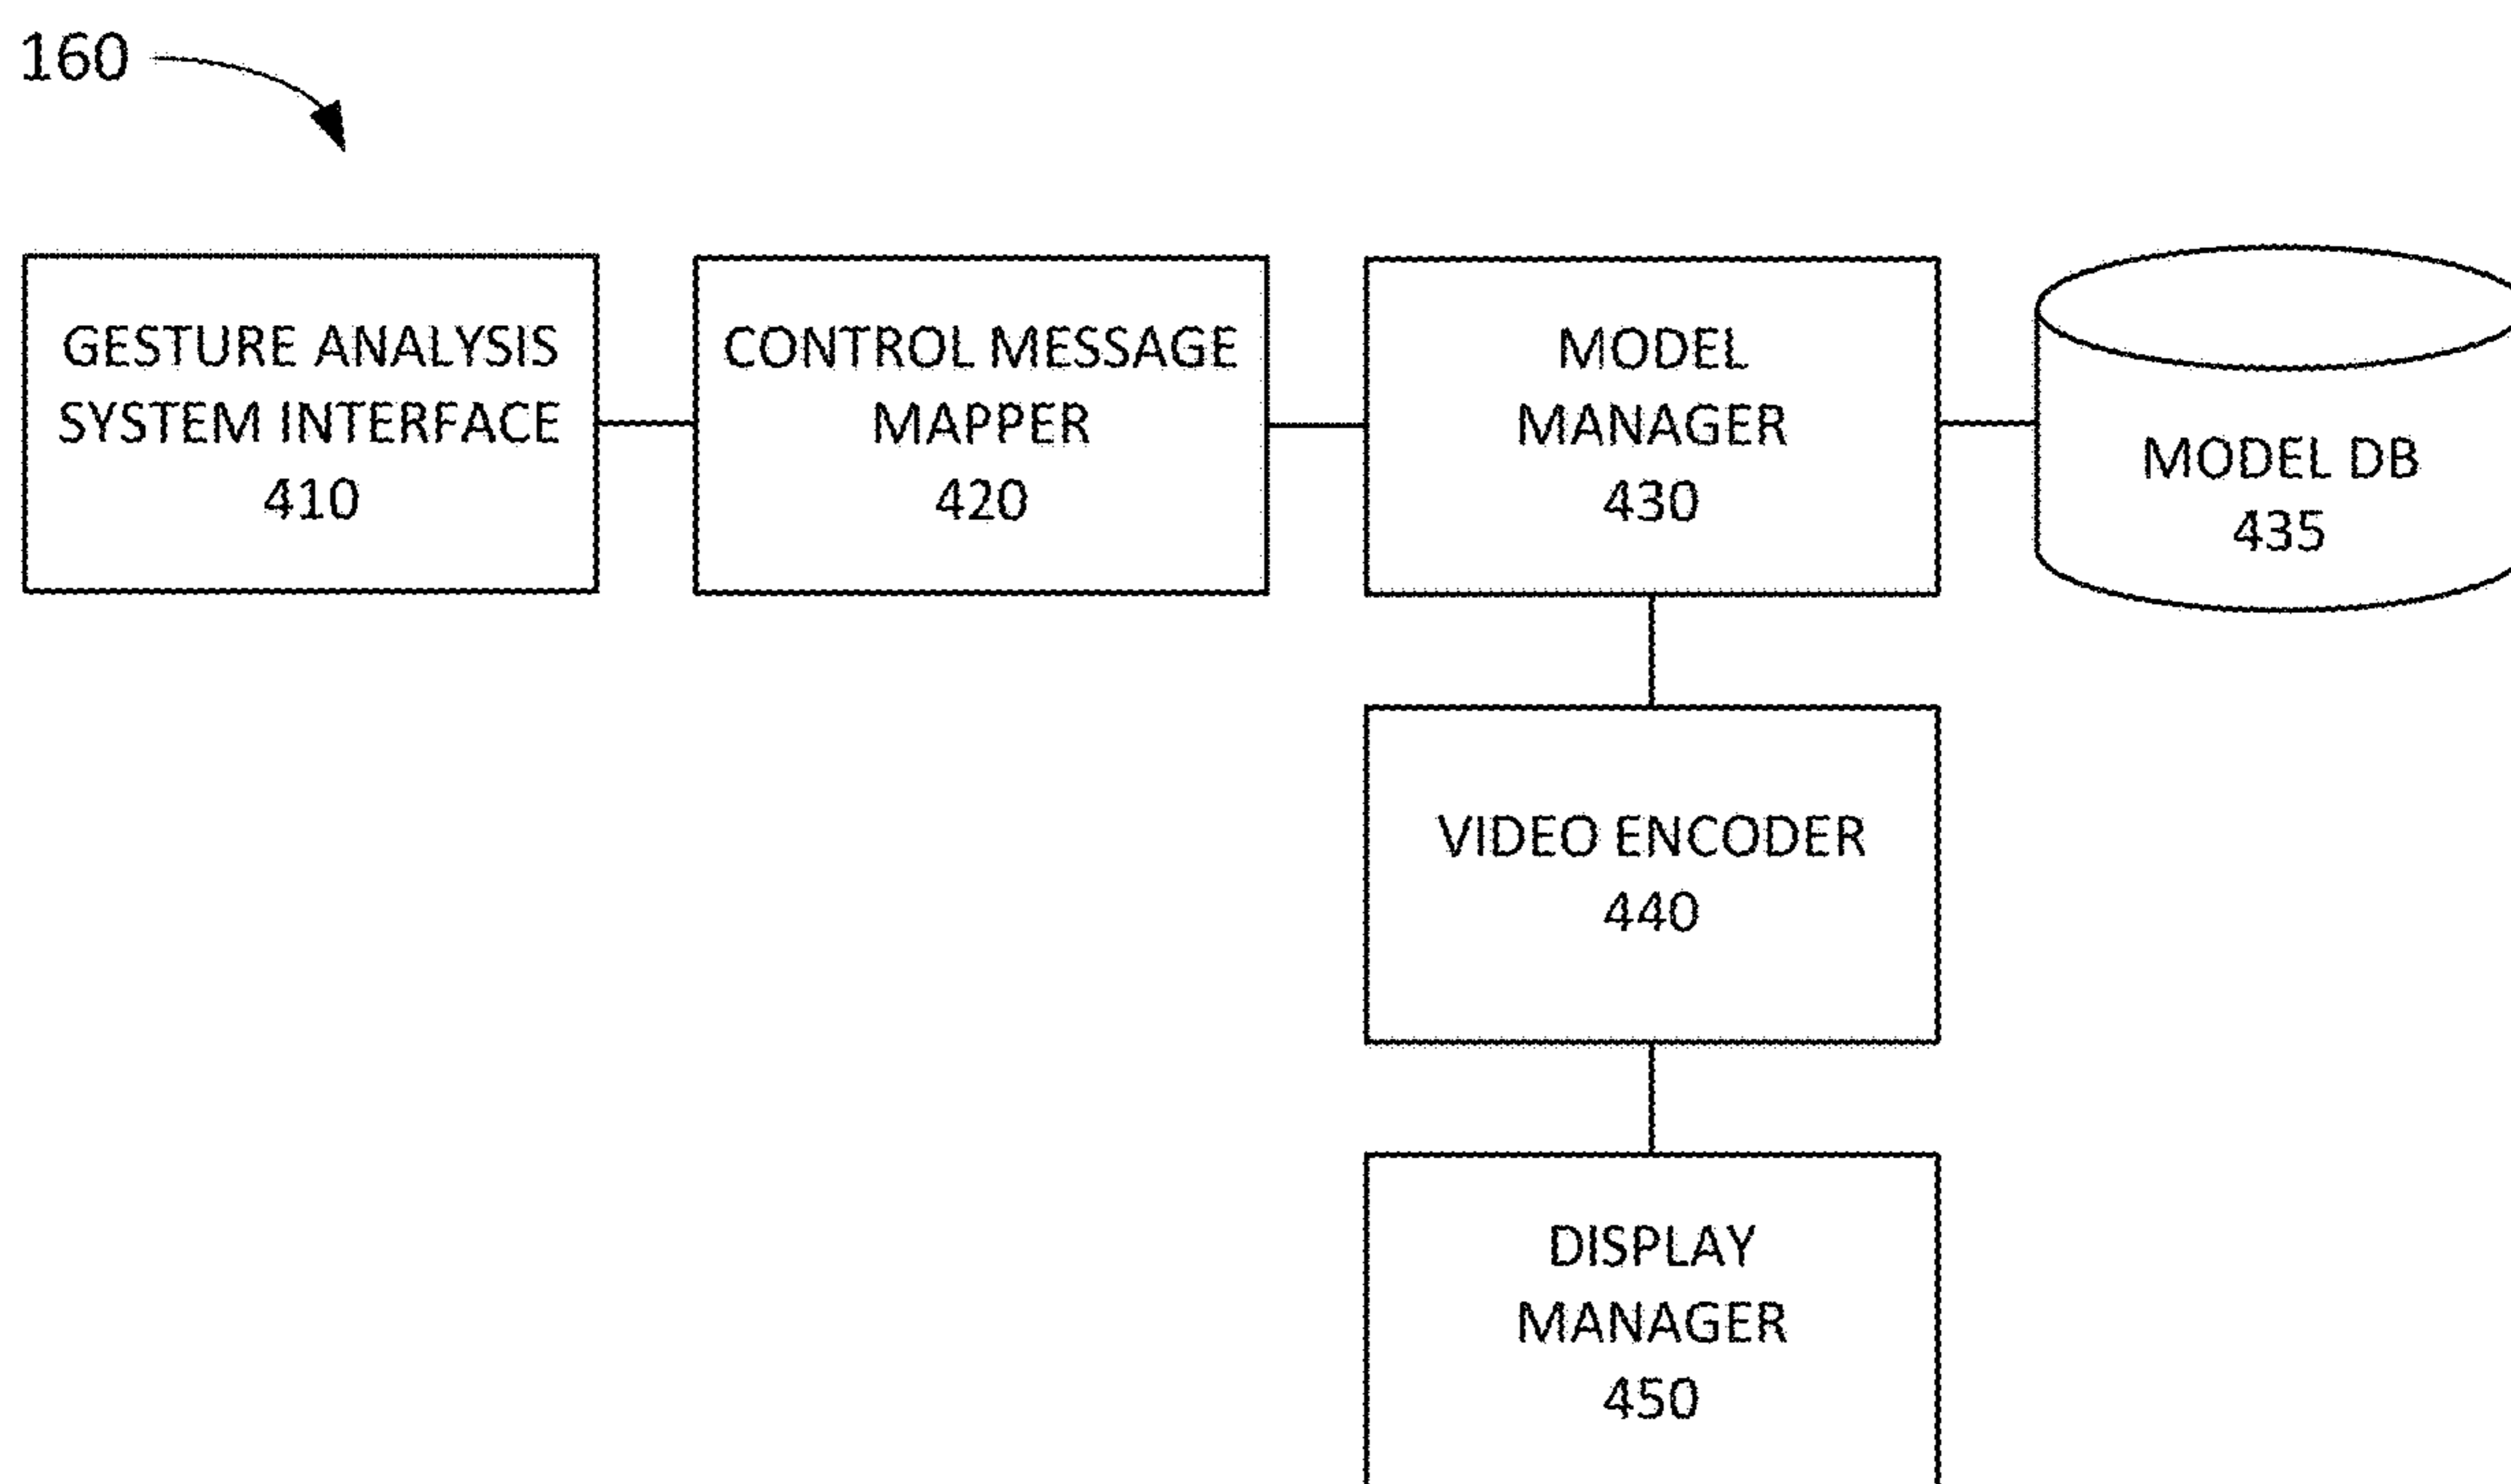 160
GESTURE ANALYSIS
SYSTEM INTERFACE
410
CONTROL MESSAGE
MAPPER
420
MODEL
MANAGER
430
MODEL DB
435
VIDEO ENCODER
440
DISPLAY
MANAGER
450